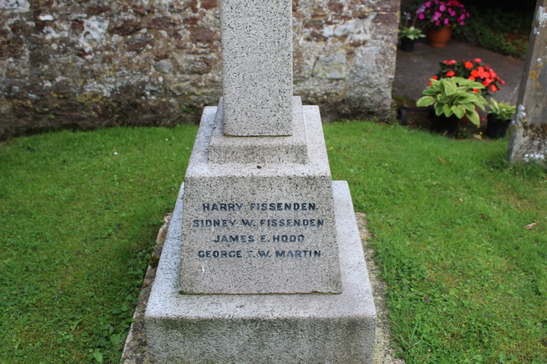 HARRY FISSENDEN.
SIDNEY W. FISSENDEN
JAMES E. HOOD
GEORGE T. W. MARTIN